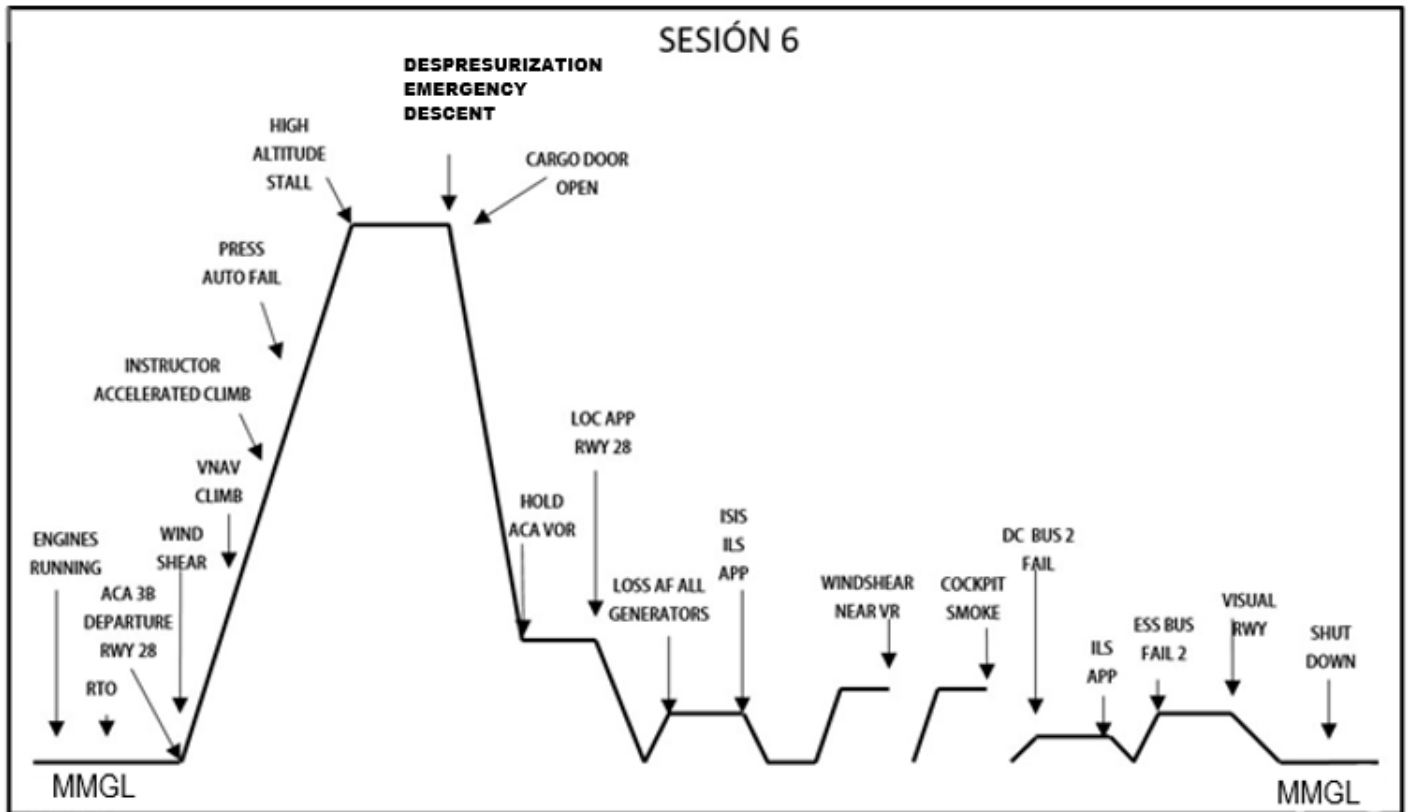 SESIÓN 6
DESPRESURIZATION
EMERGENCY
DESCENT
HIGH
ALTITUDE
STALL
CARGO DOOR
OPEN
PRESS
AUTO FAIL
INSTRUCTOR
ACCELERATED CLIMB
VNAV
CLIMB
WIND
SHEAR
ENGINES
RUNNING
ACA 3B
DEPARTURE
RWY 28
RTO
HOLD
ACA VOR
LOC APP
RWY 28
LOSS AF ALL
GENERATORS
ISIS
ILS
APP
WINDSHEAR
NEAR VR
COCKPIT
SMOKE
DC BUS 2
FAIL
ILS
APP
ESS BUS
FAIL 2
VISUAL
RWY
SHUT
DOWN
MMGL
MMGL